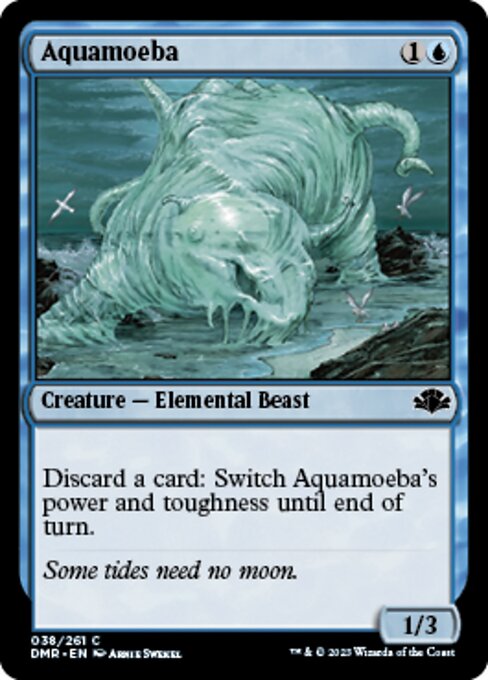 Aquamoeba 1
Creature — Elemental Beast
Discard a card: Switch Aquamoeba's
power and toughness until end of
turn.
Some tides need no moon.
1/3
038/261 C
DMR • EN Arnie Swekel
™ & © 2023 Wizards of the Coast